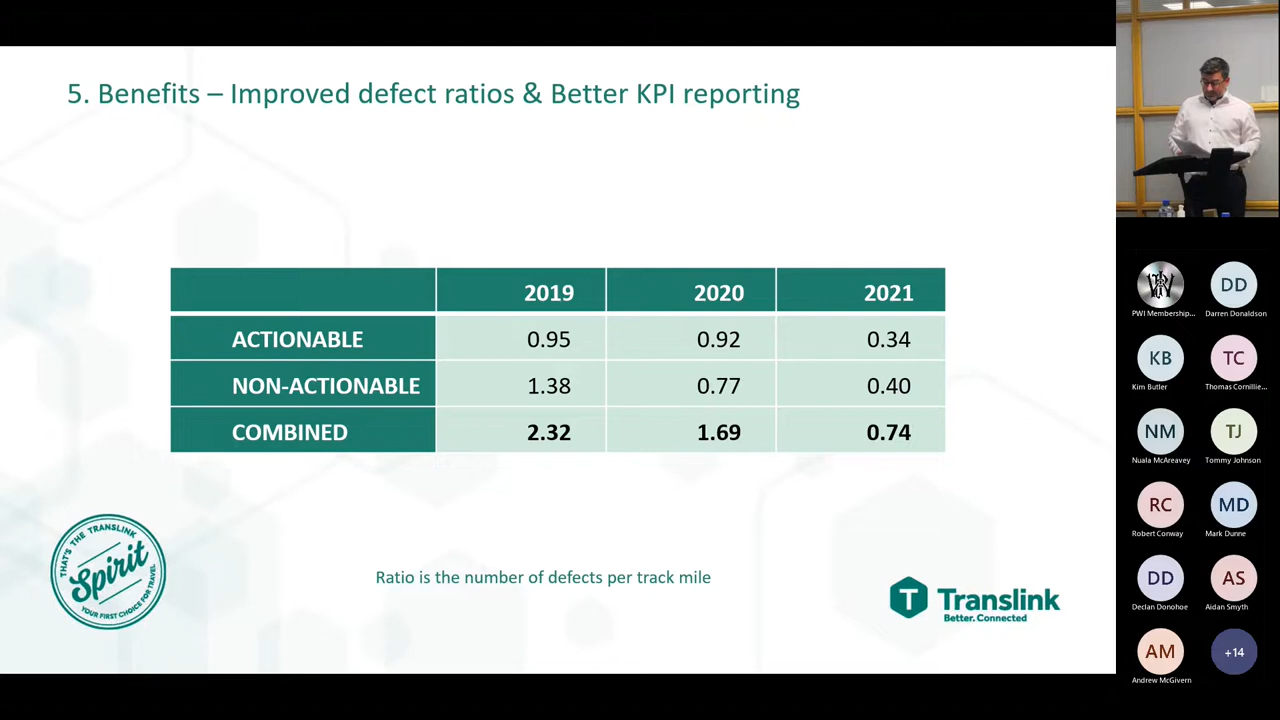 5. Benefits – Improved defect ratios & Better KPI reporting
2019 2020 2021
ACTIONABLE 0.95 0.92 0.34
NON-ACTIONABLE 1.38 0.77 0.40
COMBINED 2.32 1.69 0.74
THAT'S THE TRANSLINK
Spirit
YOUR FIRST CHOICE FOR TRAVEL
Ratio is the number of defects per track mile
T Translink
Better. Connected
PWI Membership... DD
Darren Donaldson
KB TC
Kim Butler Thomas Cornillie...
NM TJ
Nuala McAreavey Tommy Johnson
RC MD
Robert Conway Mark Dunne
DD AS
Declan Donohoe Aidan Smyth
AM +14
Andrew McGivern